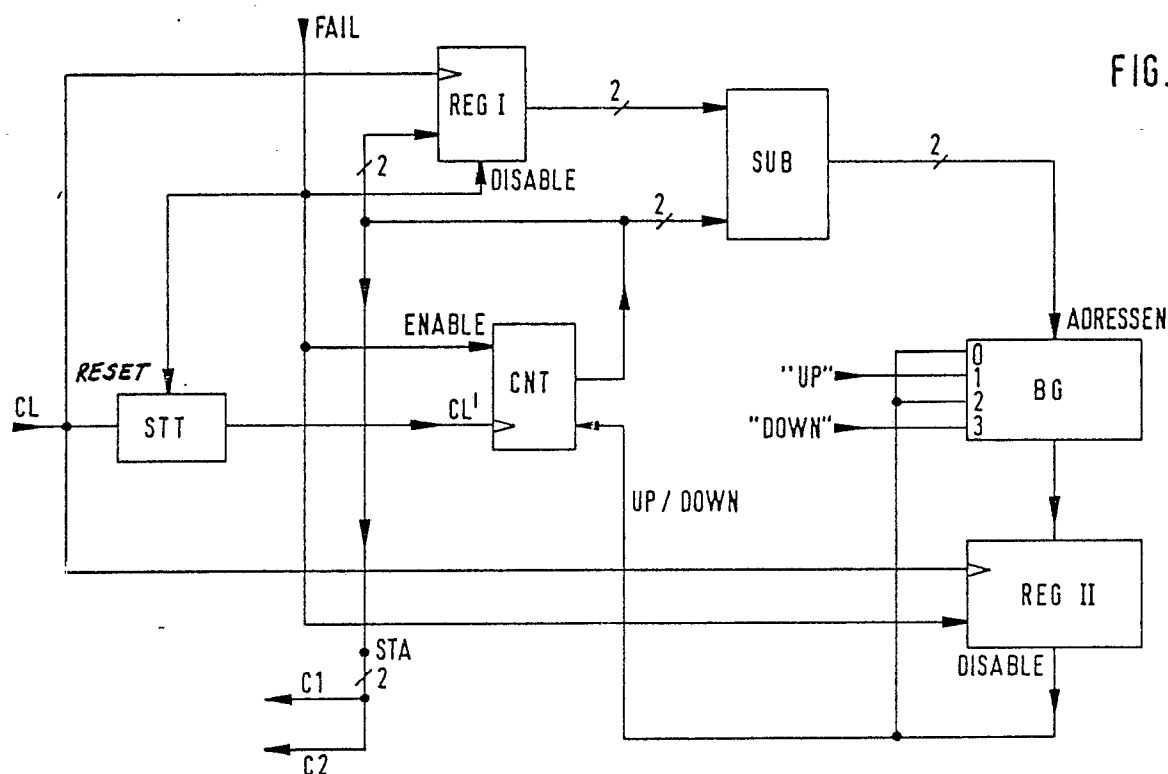 FAIL
FIG.
REG I
2
SUB
2
2
DISABLE
2
ADRESSEN
ENABLE
0
RESET
CNT
"UP"
1
BG
CL
2
STT
CL'
"DOWN"
3
UP / DOWN
REG II
STA
DISABLE
2
C1
C2